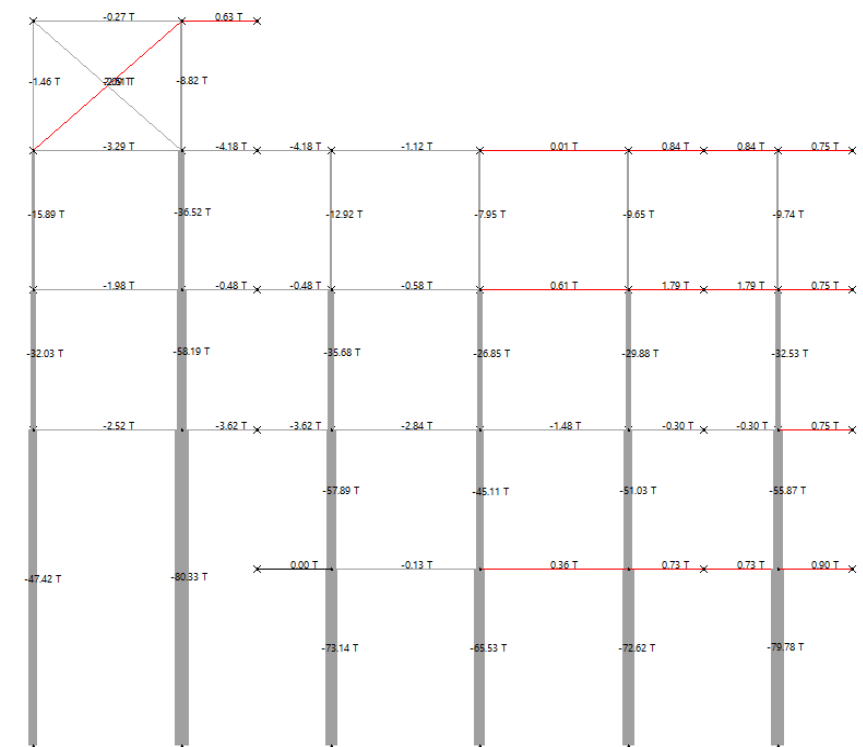 -0.27 T 0.63 T
-1.46 T -8.82 T
-3.29 T -4.18 T -4.18 T -1.12 T 0.01 T 0.84 T 0.84 T 0.75 T
-15.89 T -36.52 T -12.92 T -7.95 T -9.65 T -9.74 T
-1.98 T -0.48 T -0.48 T -0.58 T 0.61 T 1.79 T 1.79 T 0.75 T
-32.03 T -58.19 T -35.68 T -26.85 T -29.88 T -32.53 T
-2.52 T -3.62 T -3.62 T -2.84 T -1.48 T -0.30 T -0.30 T 0.75 T
-57.89 T -45.11 T -51.03 T -55.87 T
0.00 T -0.13 T 0.36 T 0.73 T 0.73 T 0.90 T
-47.42 T -80.33 T
-73.14 T -65.53 T -72.62 T -79.78 T